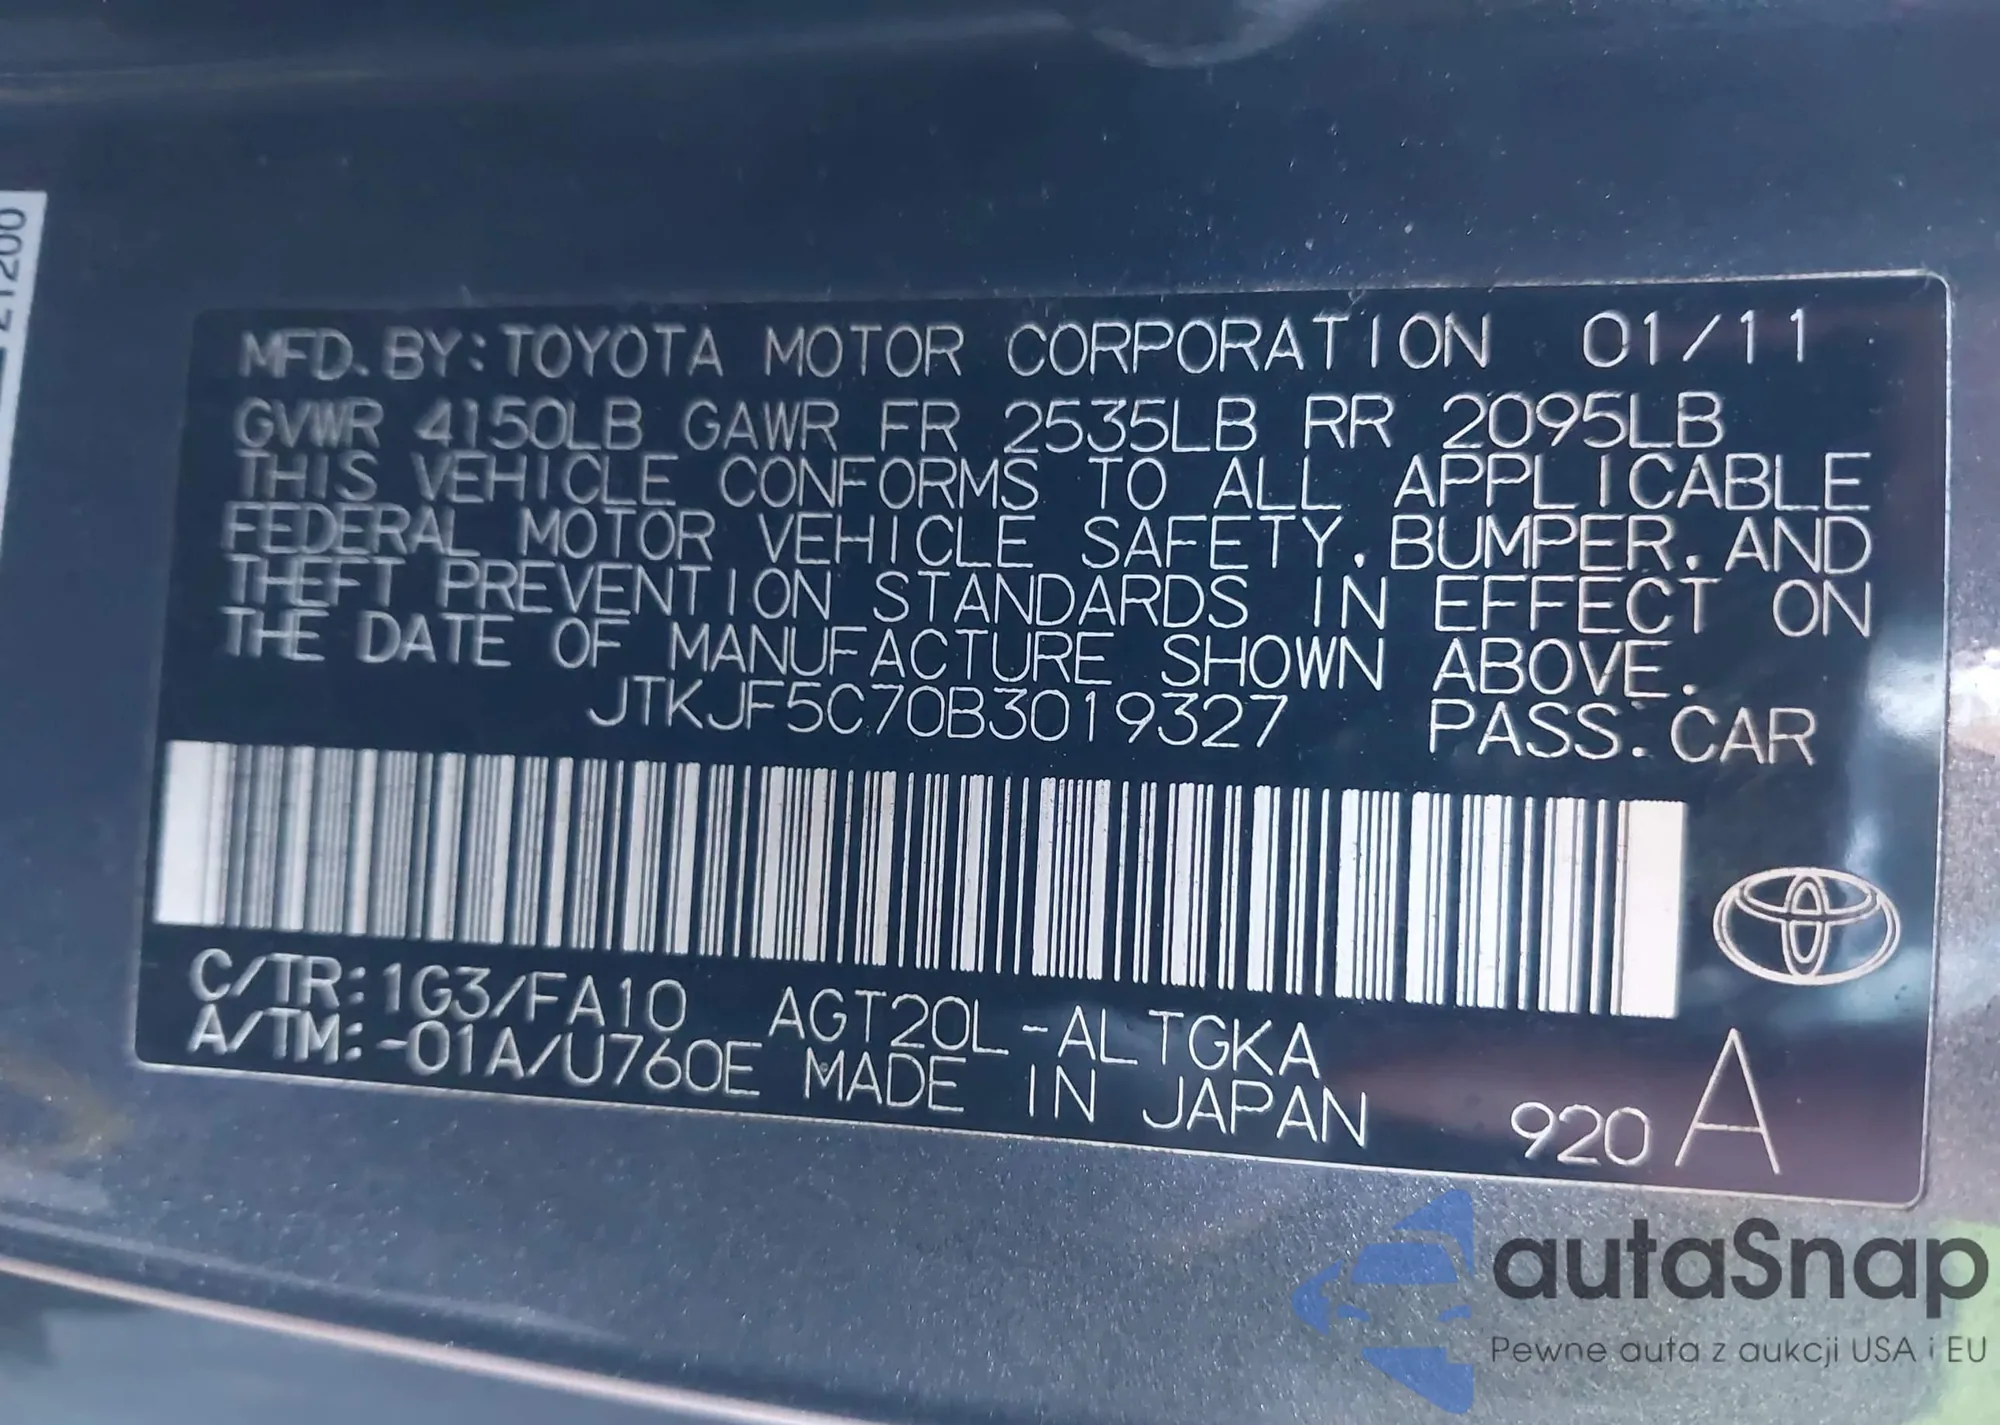 21200
MFD. BY: TOYOTA MOTOR CORPORATION 01/11
GVWR 4150LB GAWR FR 2535LB RR 2095LB
THIS VEHICLE CONFORMS TO ALL APPLICABLE
FEDERAL MOTOR VEHICLE SAFETY. BUMPER. AND
THEFT PREVENTION STANDARDS IN EFFECT ON
THE DATE OF MANUFACTURE SHOWN ABOVE.
JTKJF5C70B3019327 PASS. CAR
C/TR: 1G3/FA10 AGT20L-ALTGKA
A/TM: -01A/U760E MADE IN JAPAN
920 A
autaSnap
Pewne auta z aukcji USA i EU